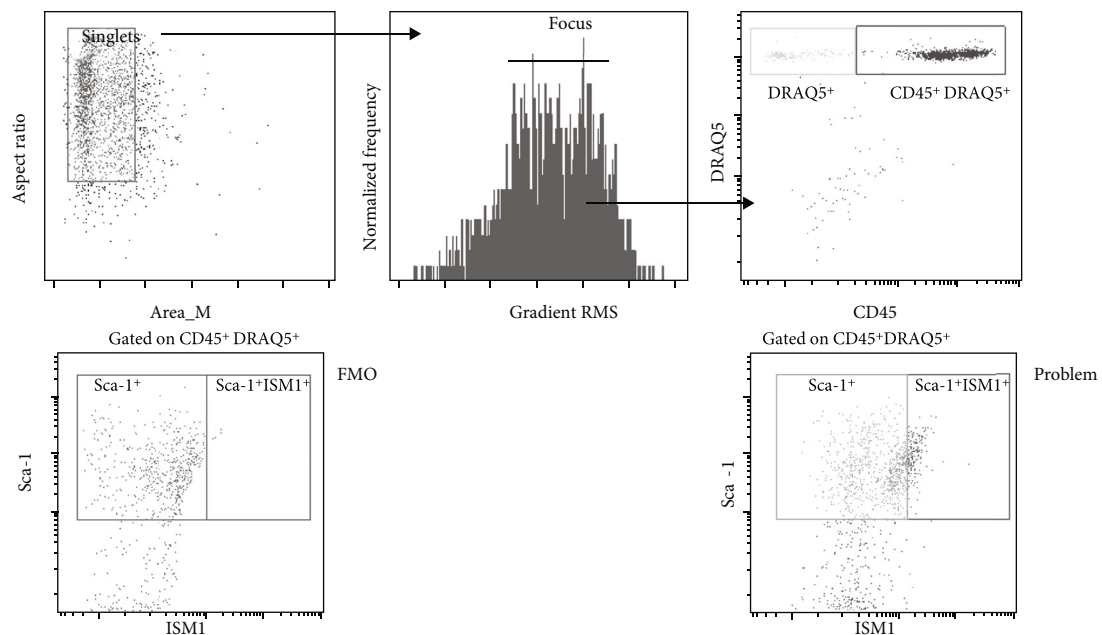 Singlets
Aspect ratio
Area_M
Focus
Normalized frequency
Gradient RMS
DRAQ5⁺
CD45⁺ DRAQ5⁺
DRAQ5
CD45
Gated on CD45⁺ DRAQ5⁺
Sca-1⁺
Sca-1⁺ISM1⁺
FMO
Sca-1
ISM1
Gated on CD45⁺DRAQ5⁺
Sca-1⁺
Sca-1⁺ISM1⁺
Problem
Sca - 1
ISM1